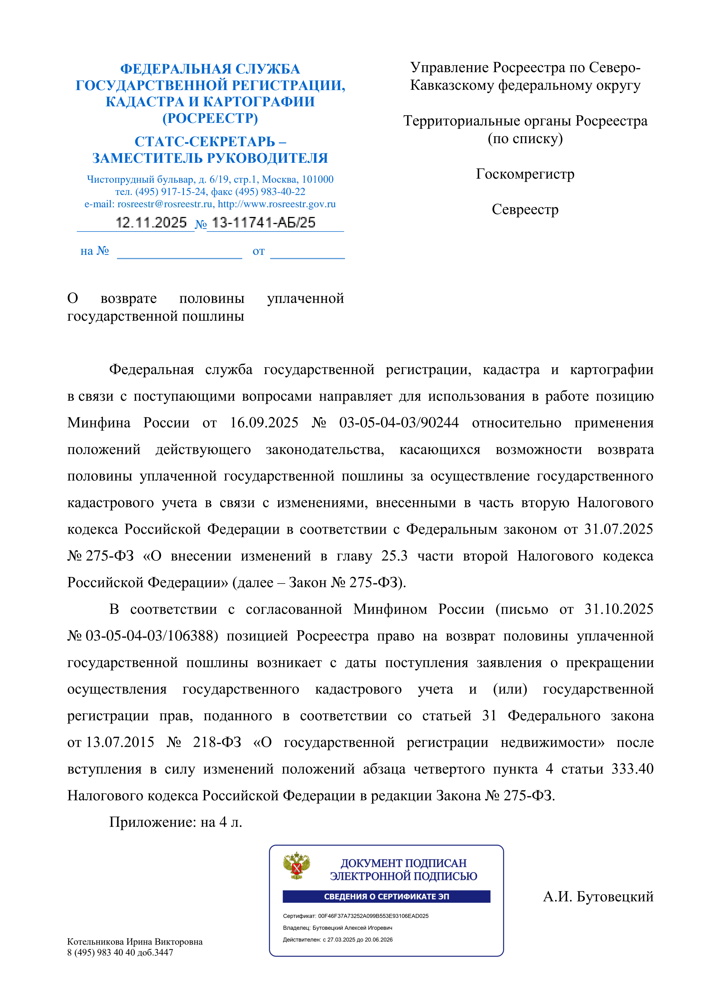 ФЕДЕРАЛЬНАЯ СЛУЖБА
ГОСУДАРСТВЕННОЙ РЕГИСТРАЦИИ,
КАДАСТРА И КАРТОГРАФИИ
(РОСРЕЕСТР)
СТАТС-СЕКРЕТАРЬ –
ЗАМЕСТИТЕЛЬ РУКОВОДИТЕЛЯ
Чистопрудный бульвар, д. 6/19, стр.1, Москва, 101000
тел. (495) 917-15-24, факс (495) 983-40-22
e-mail: rosreestr@rosreestr.ru, http://www.rosreestr.gov.ru
12.11.2025 № 13-11741-АБ/25
на № от
Управление Росреестра по Северо-
Кавказскому федеральному округу
Территориальные органы Росреестра
(по списку)
Госкомрегистр
Севреестр
О возврате половины уплаченной
государственной пошлины
Федеральная служба государственной регистрации, кадастра и картографии
в связи с поступающими вопросами направляет для использования в работе позицию
Минфина России от 16.09.2025 № 03-05-04-03/90244 относительно применения
положений действующего законодательства, касающихся возможности возврата
половины уплаченной государственной пошлины за осуществление государственного
кадастрового учета в связи с изменениями, внесенными в часть вторую Налогового
кодекса Российской Федерации в соответствии с Федеральным законом от 31.07.2025
№ 275-ФЗ «О внесении изменений в главу 25.3 части второй Налогового кодекса
Российской Федерации» (далее – Закон № 275-ФЗ).
В соответствии с согласованной Минфином России (письмо от 31.10.2025
№ 03-05-04-03/106388) позицией Росреестра право на возврат половины уплаченной
государственной пошлины возникает с даты поступления заявления о прекращении
осуществления государственного кадастрового учета и (или) государственной
регистрации прав, поданного в соответствии со статьей 31 Федерального закона
от 13.07.2015 № 218-ФЗ «О государственной регистрации недвижимости» после
вступления в силу изменений положений абзаца четвертого пункта 4 статьи 333.40
Налогового кодекса Российской Федерации в редакции Закона № 275-ФЗ.
Приложение: на 4 л.
ДОКУМЕНТ ПОДПИСАН
ЭЛЕКТРОННОЙ ПОДПИСЬЮ
СВЕДЕНИЯ О СЕРТИФИКАТЕ ЭП
Сертификат: 00F46F37A73252A099B553E93106EAD025
Владелец: Бутовецкий Алексей Игоревич
Действителен: с 27.03.2025 до 20.06.2026
А.И. Бутовецкий
Котельникова Ирина Викторовна
8 (495) 983 40 40 доб.3447